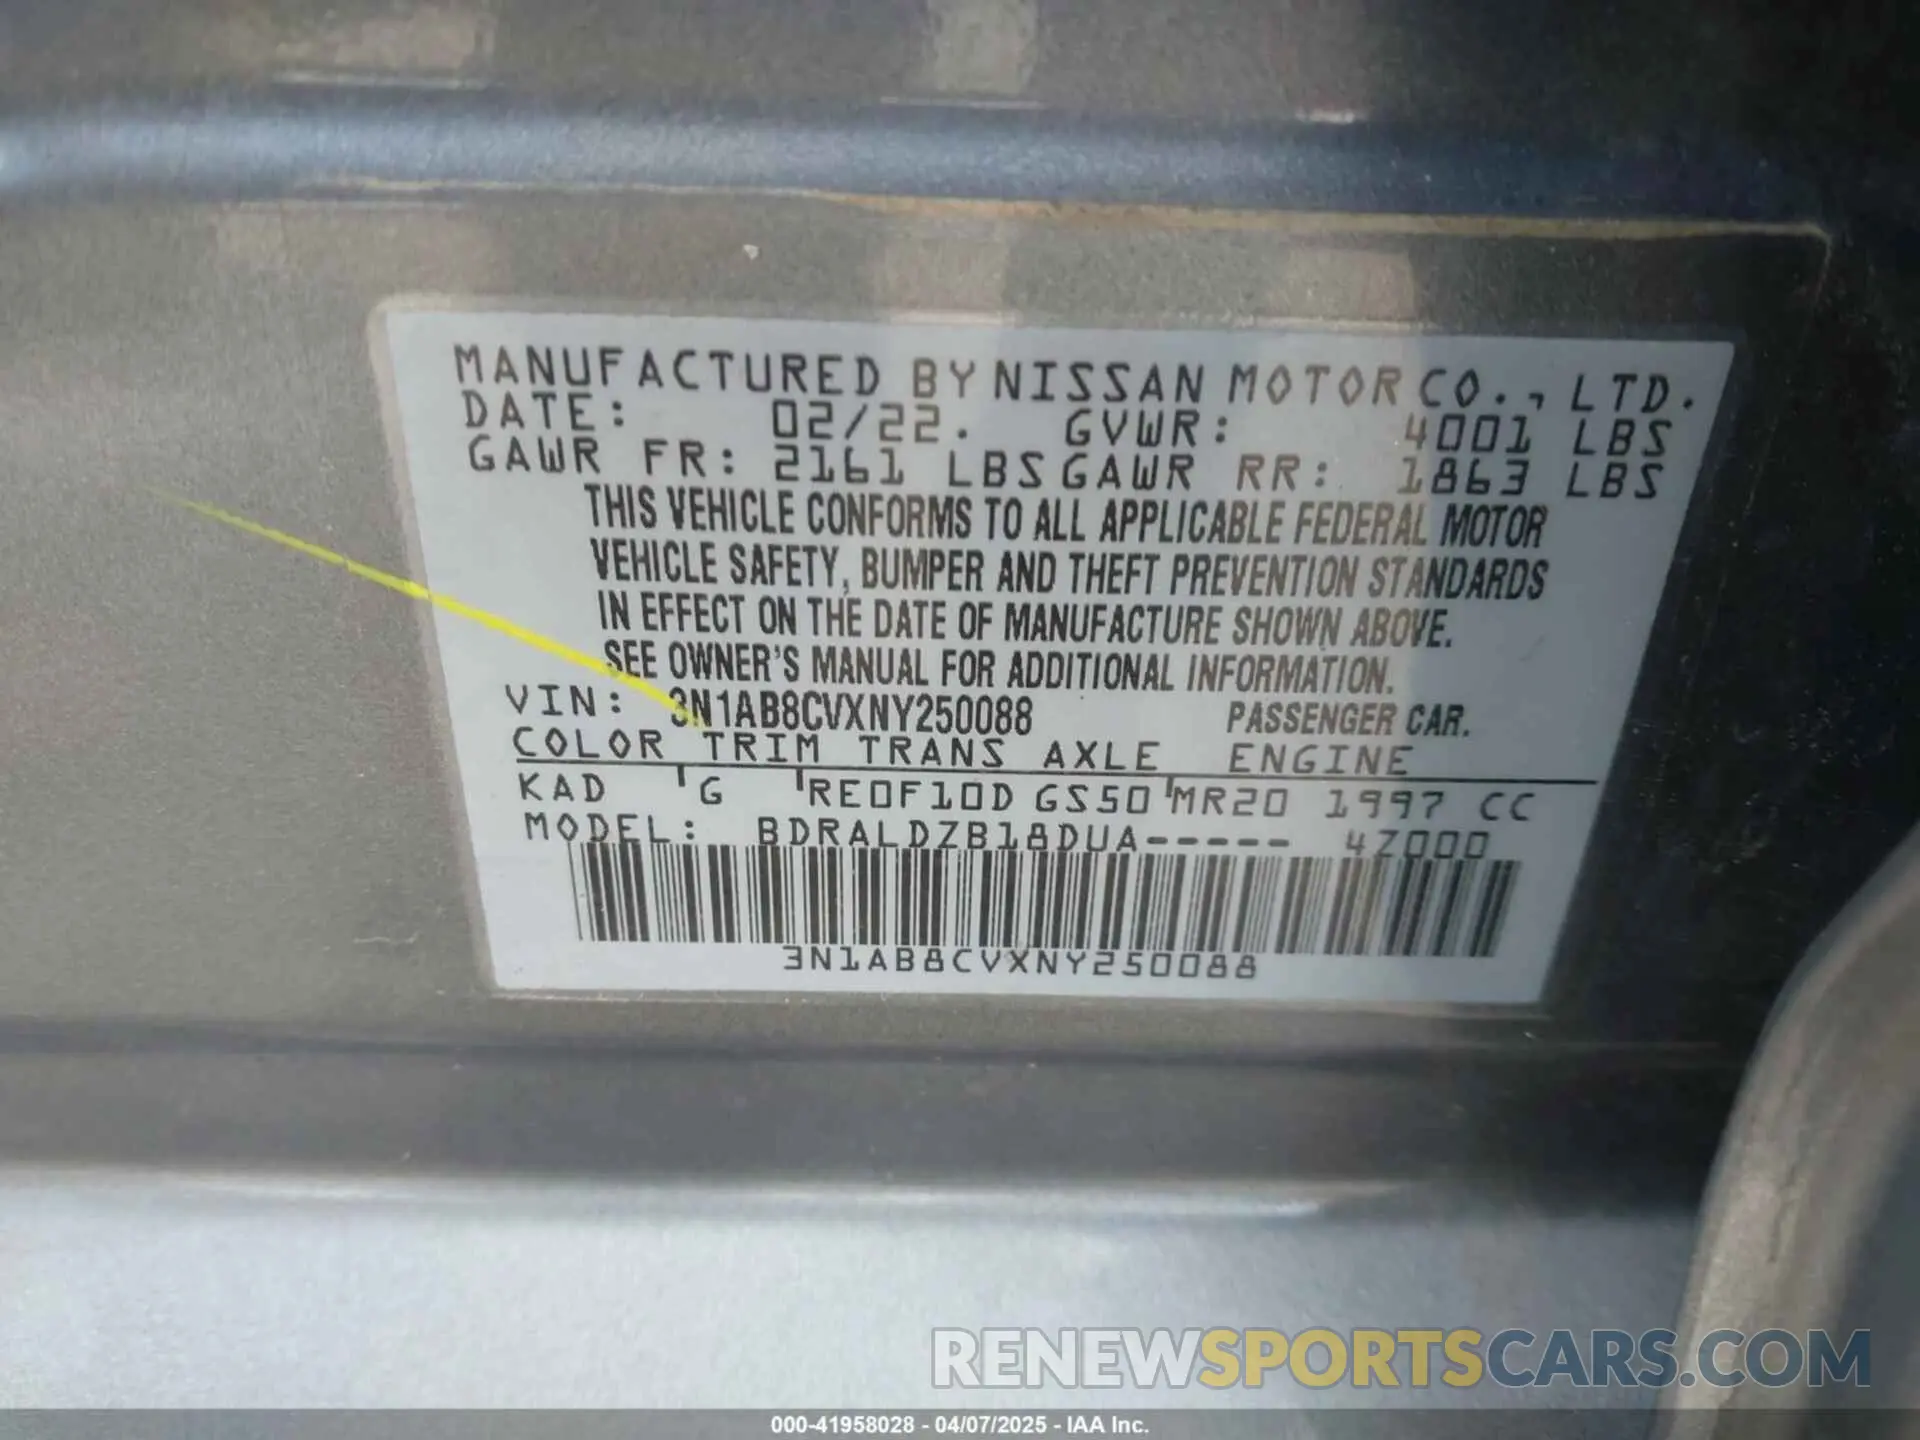 MANUFACTURED BY NISSAN MOTOR CO., LTD.
DATE: 02/22. GVWR: 4001 LBS
GAWR FR: 2161 LBS GAWR RR: 1863 LBS
THIS VEHICLE CONFORMS TO ALL APPLICABLE FEDERAL MOTOR
VEHICLE SAFETY, BUMPER AND THEFT PREVENTION STANDARDS
IN EFFECT ON THE DATE OF MANUFACTURE SHOWN ABOVE.
SEE OWNER'S MANUAL FOR ADDITIONAL INFORMATION.
VIN: 3N1AB8CVXNY250088 PASSENGER CAR.
COLOR TRIM TRANS AXLE ENGINE
KAD G RE0F10D GS50 MR20 1997 CC
MODEL: BDRALDZB18DUA----- 4Z000
3N1AB8CVXNY250088
RENEWSPORTSCARS.COM
000-41958028 - 04/07/2025 - IAA Inc.